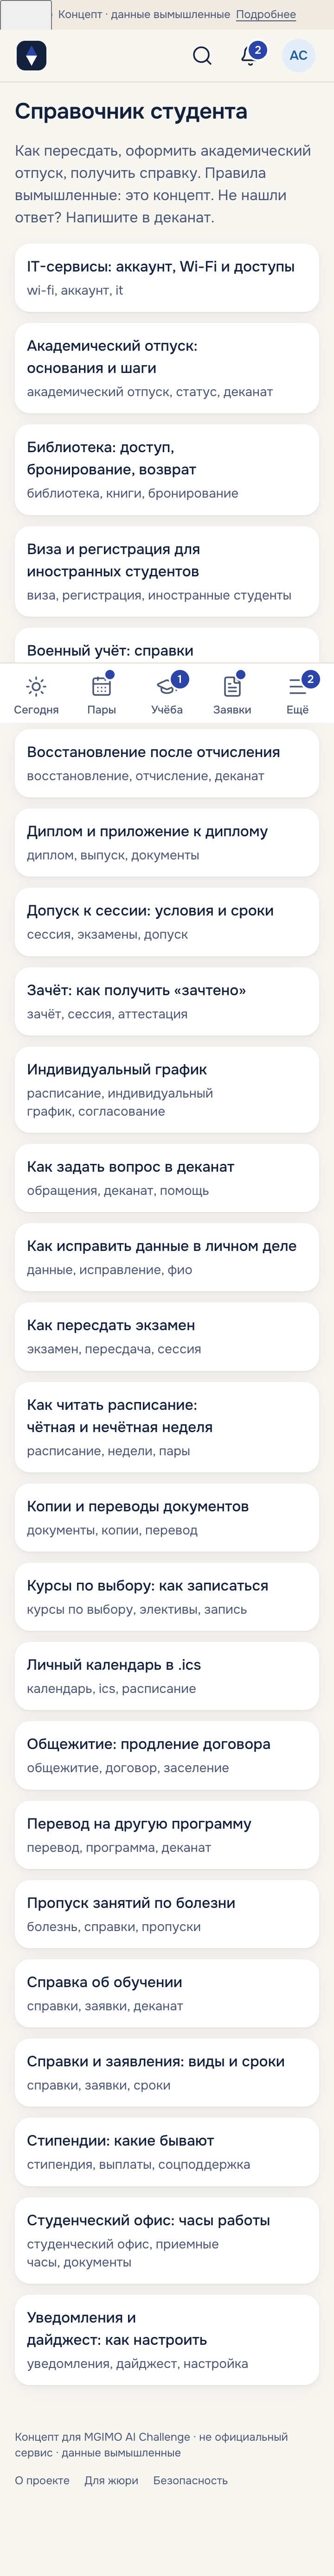 Концепт · данные вымышленные Подробнее
2
АС
Справочник студента
Как пересдать, оформить академический
отпуск, получить справку. Правила
вымышленные: это концепт. Не нашли
ответ? Напишите в деканат.
IT-сервисы: аккаунт, Wi-Fi и доступы
wi-fi, аккаунт, it
Академический отпуск:
основания и шаги
академический отпуск, статус, деканат
Библиотека: доступ,
бронирование, возврат
библиотека, книги, бронирование
Виза и регистрация для
иностранных студентов
виза, регистрация, иностранные студенты
Военный учёт: справки
1
2
Сегодня
Пары
Учёба
Заявки
Ещё
Восстановление после отчисления
восстановление, отчисление, деканат
Диплом и приложение к диплому
диплом, выпуск, документы
Допуск к сессии: условия и сроки
сессия, экзамены, допуск
Зачёт: как получить «зачтено»
зачёт, сессия, аттестация
Индивидуальный график
расписание, индивидуальный
график, согласование
Как задать вопрос в деканат
обращения, деканат, помощь
Как исправить данные в личном деле
данные, исправление, фио
Как пересдать экзамен
экзамен, пересдача, сессия
Как читать расписание:
чётная и нечётная неделя
расписание, недели, пары
Копии и переводы документов
документы, копии, перевод
Курсы по выбору: как записаться
курсы по выбору, элективы, запись
Личный календарь в .ics
календарь, ics, расписание
Общежитие: продление договора
общежитие, договор, заселение
Перевод на другую программу
перевод, программа, деканат
Пропуск занятий по болезни
болезнь, справки, пропуски
Справка об обучении
справки, заявки, деканат
Справки и заявления: виды и сроки
справки, заявки, сроки
Стипендии: какие бывают
стипендия, выплаты, соцподдержка
Студенческий офис: часы работы
студенческий офис, приемные
часы, документы
Уведомления и
дайджест: как настроить
уведомления, дайджест, настройка
Концепт для MGIMO AI Challenge · не официальный
сервис · данные вымышленные
О проекте
Для жюри
Безопасность